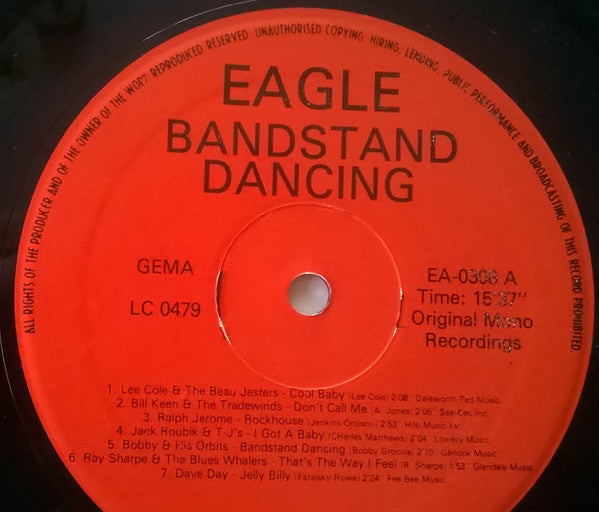 ALL RIGHTS OF THE PRODUCER AND OF THE OWNER OF THE REPRODUCED RESERVED UNAUTHORISED COPYING, HIRING, LENDING, PUBLIC PERFORMANCE AND BROADCASTING OF THIS RECORD PROHIBITED
EAGLE
BANDSTAND
DANCING
GEMA
LC 0479
EA-0398 A
Time: 15'37"
Original Mono
Recordings
1. Lee Cole & The Beau Jesters - Cool Baby (Lee Cole) 2'08 Daleworth Ted Music
2. Bill Keen & The Tradewinds - Don't Call Me (A. Jones) 2'06 Sea-Cec Inc
3. Ralph Jerome - Rockhouse (Jenkins Orbison) 2'53 Hilo Music Inc
4. Jack Roubik & T-J's - I Got A Baby (CHarles Matthews) 2'04 Lowery Music
5. Bobby & His Orbits - Bandstand Dancing (Bobby Groccia) 2'10 Garlock Music
6. Ray Sharpe & The Blues Whalers - That's The Way I Feel (R. Sharpe) 1'53 Glendale Music
7. Dave Day - Jelly Billy (Fatalsky-Rowe) 2'24 Fee Bee Music